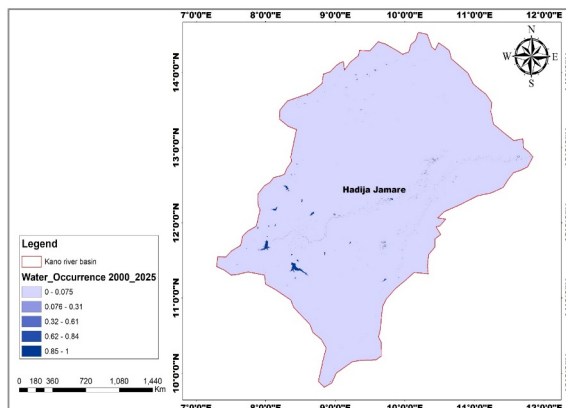 7°0'0"E 8°0'0"E 9°0'0"E 10°0'0"E 11°0'0"E 12°0'0"E
N
W E
S
14°0'0"N
13°0'0"N
12°0'0"N
11°0'0"N
10°0'0"N
Hadija Jamare
Legend
Kano river basin
Water_Occurrence 2000_2025
0 - 0.075
0.076 - 0.31
0.32 - 0.61
0.62 - 0.84
0.85 - 1
0 180 360 720 1,080 1,440
Km
7°0'0"E 8°0'0"E 9°0'0"E 10°0'0"E 11°0'0"E 12°0'0"E